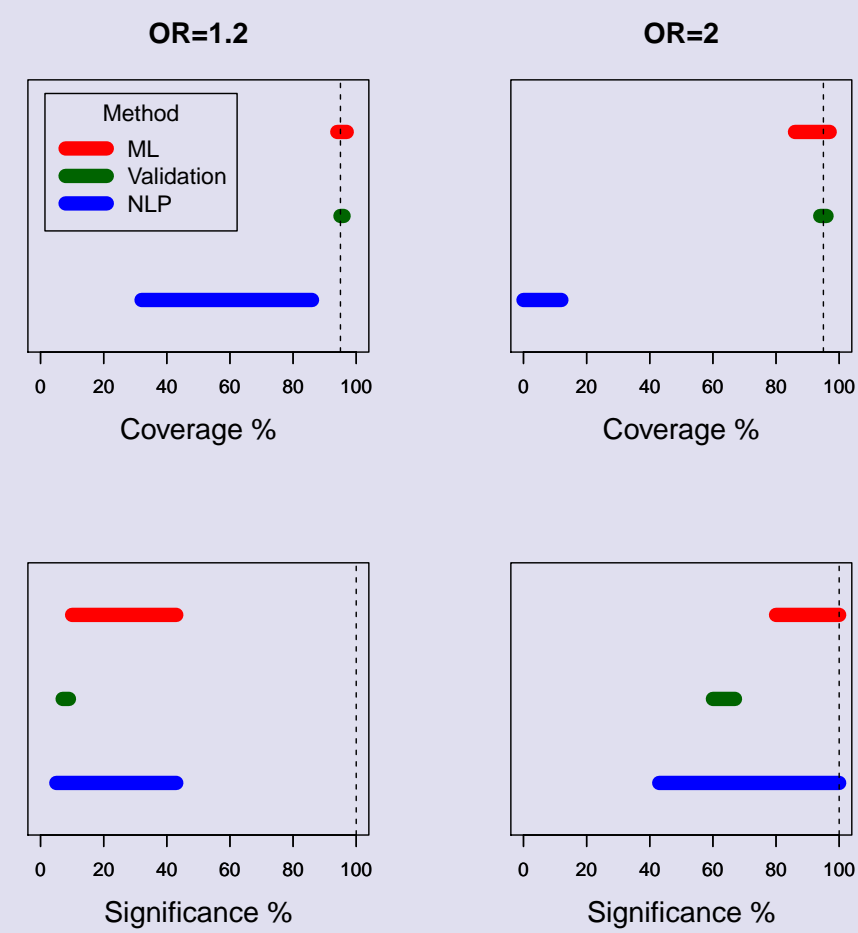 OR=1.2
OR=2
Method
ML
Validation
NLP
0 20 40 60 80 100
Coverage %
0 20 40 60 80 100
Coverage %
0 20 40 60 80 100
Significance %
0 20 40 60 80 100
Significance %